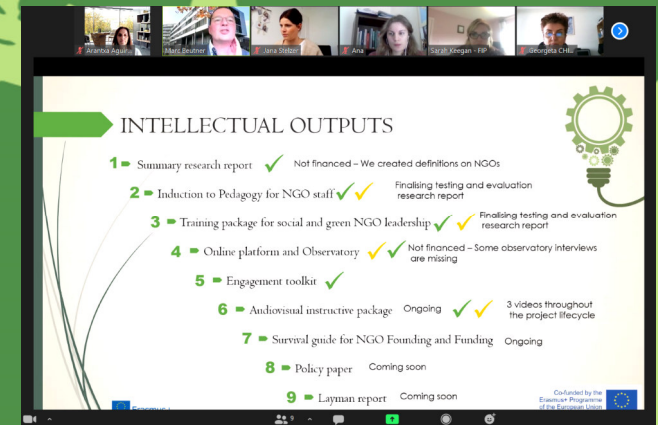 Arantxa Aguir...
Marc Beutner
Jana Stelzer
Ana
Sarah Keegan - FIP
Georgeta CHI...
INTELLECTUAL OUTPUTS
1 Summary research report Not financed – We created definitions on NGOs
2 Induction to Pedagogy for NGO staff Finalising testing and evaluation
research report
3 Training package for social and green NGO leadership Finalising testing and evaluation
research report
4 Online platform and Observatory Not financed – Some observatory interviews
are missing
5 Engagement toolkit
6 Audiovisual instructive package Ongoing 3 videos throughout
the project lifecycle
7 Survival guide for NGO Founding and Funding Ongoing
8 Policy paper Coming soon
9 Layman report Coming soon
Co-funded by the
Erasmus+ Programme
of the European Union
Erasmus+
9